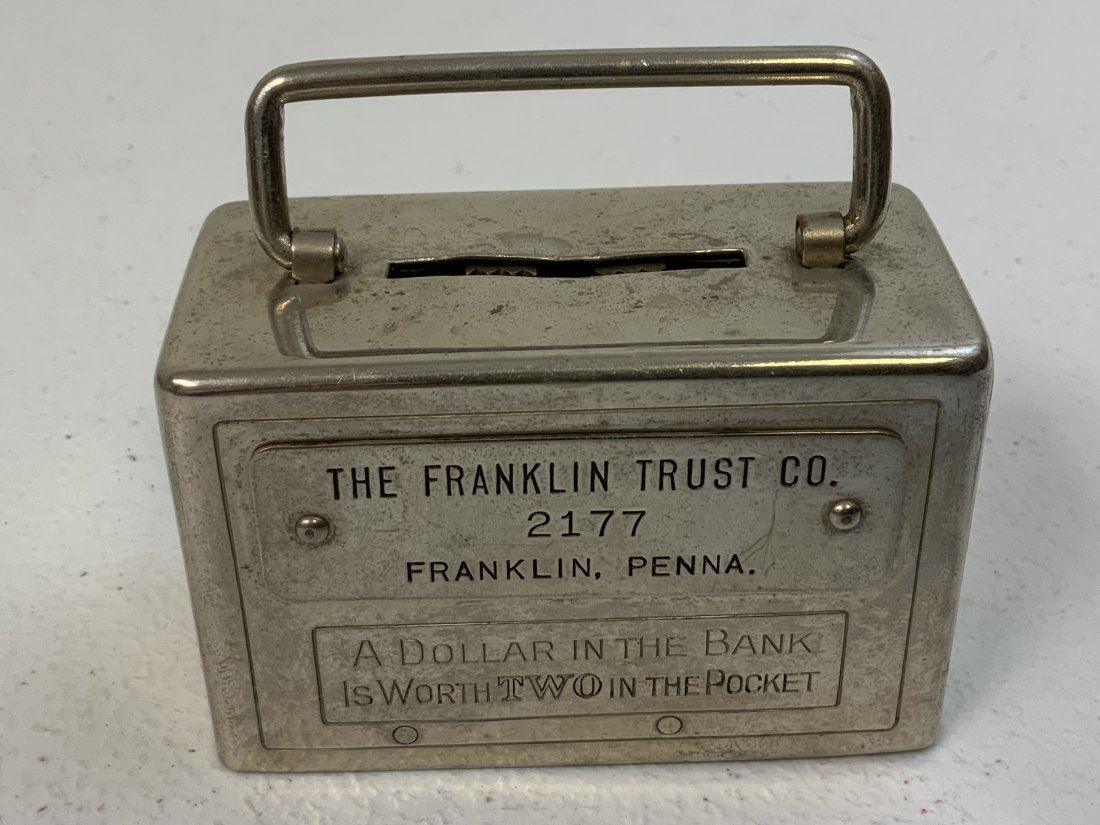 THE FRANKLIN TRUST CO.
2177
FRANKLIN, PENNA.
A DOLLAR IN THE BANK
IS WORTH TWO IN THE POCKET